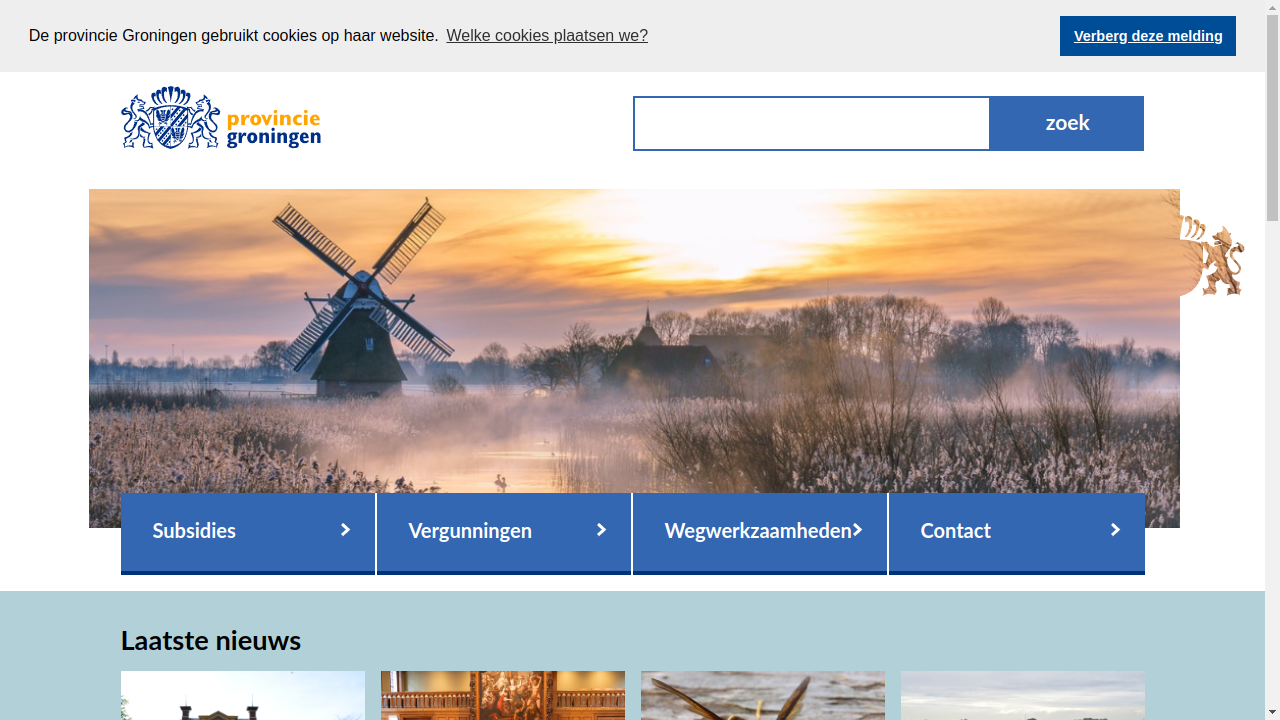 De provincie Groningen gebruikt cookies op haar website. Welke cookies plaatsen we?
Verberg deze melding
provincie
groningen
zoek
Subsidies
Vergunningen
Wegwerkzaamheden
Contact
Laatste nieuws